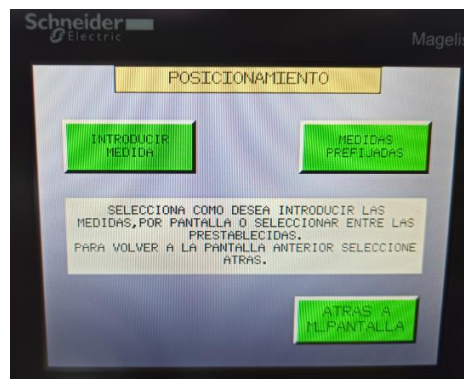 Schneider
Electric
Magelis
POSICIONAMIENTO
INTRODUCIR
MEDIDA
MEDIDAS
PREFIJADAS
SELECCIONA COMO DESEA INTRODUCIR LAS
MEDIDAS,POR PANTALLA O SELECCIONAR ENTRE LAS
PRESTABLECIDAS.
PARA VOLVER A LA PANTALLA ANTERIOR SELECCIONE
ATRAS.
ATRAS A
M.PANTALLA